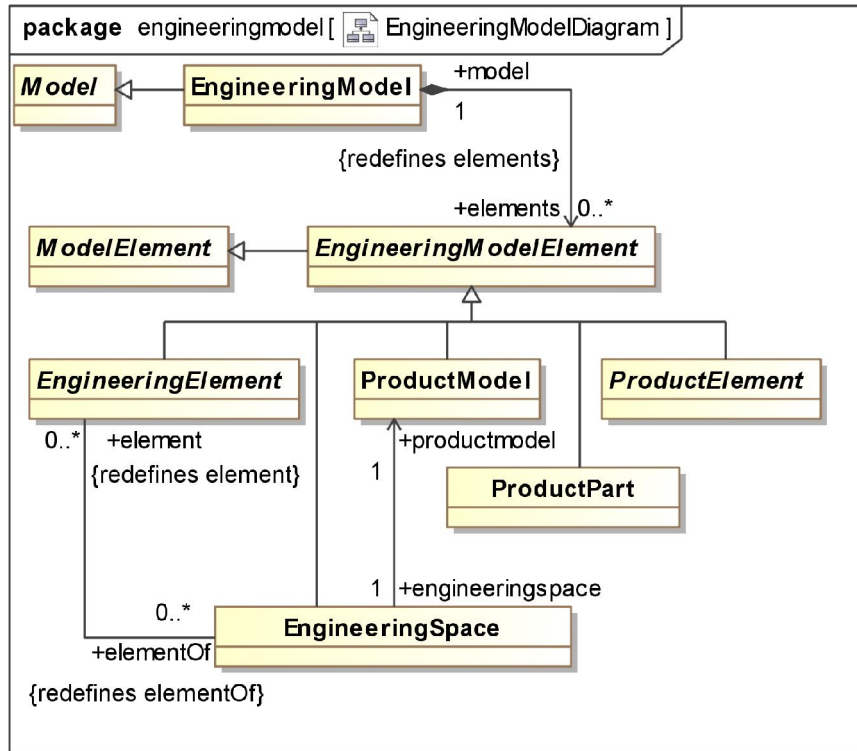 package engineeringmodel [ EngineeringModelDiagram ]
Model
EngineeringModel
+model
1
{redefines elements}
+elements 0..*
ModelElement
EngineeringModelElement
EngineeringElement
ProductModel
ProductElement
0..* +element
{redefines element}
+productmodel
1
ProductPart
1 +engineeringspace
0..*
EngineeringSpace
+elementOf
{redefines elementOf}